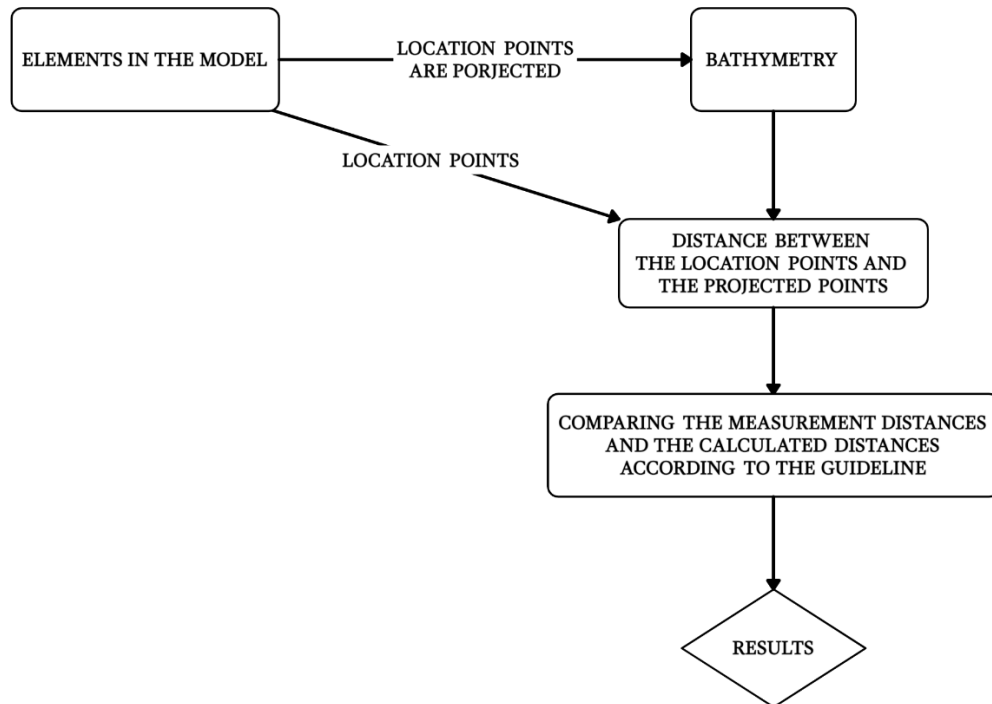 ELEMENTS IN THE MODEL
LOCATION POINTS
ARE PORJECTED
BATHYMETRY
LOCATION POINTS
DISTANCE BETWEEN
THE LOCATION POINTS AND
THE PROJECTED POINTS
COMPARING THE MEASUREMENT DISTANCES
AND THE CALCULATED DISTANCES
ACCORDING TO THE GUIDELINE
RESULTS